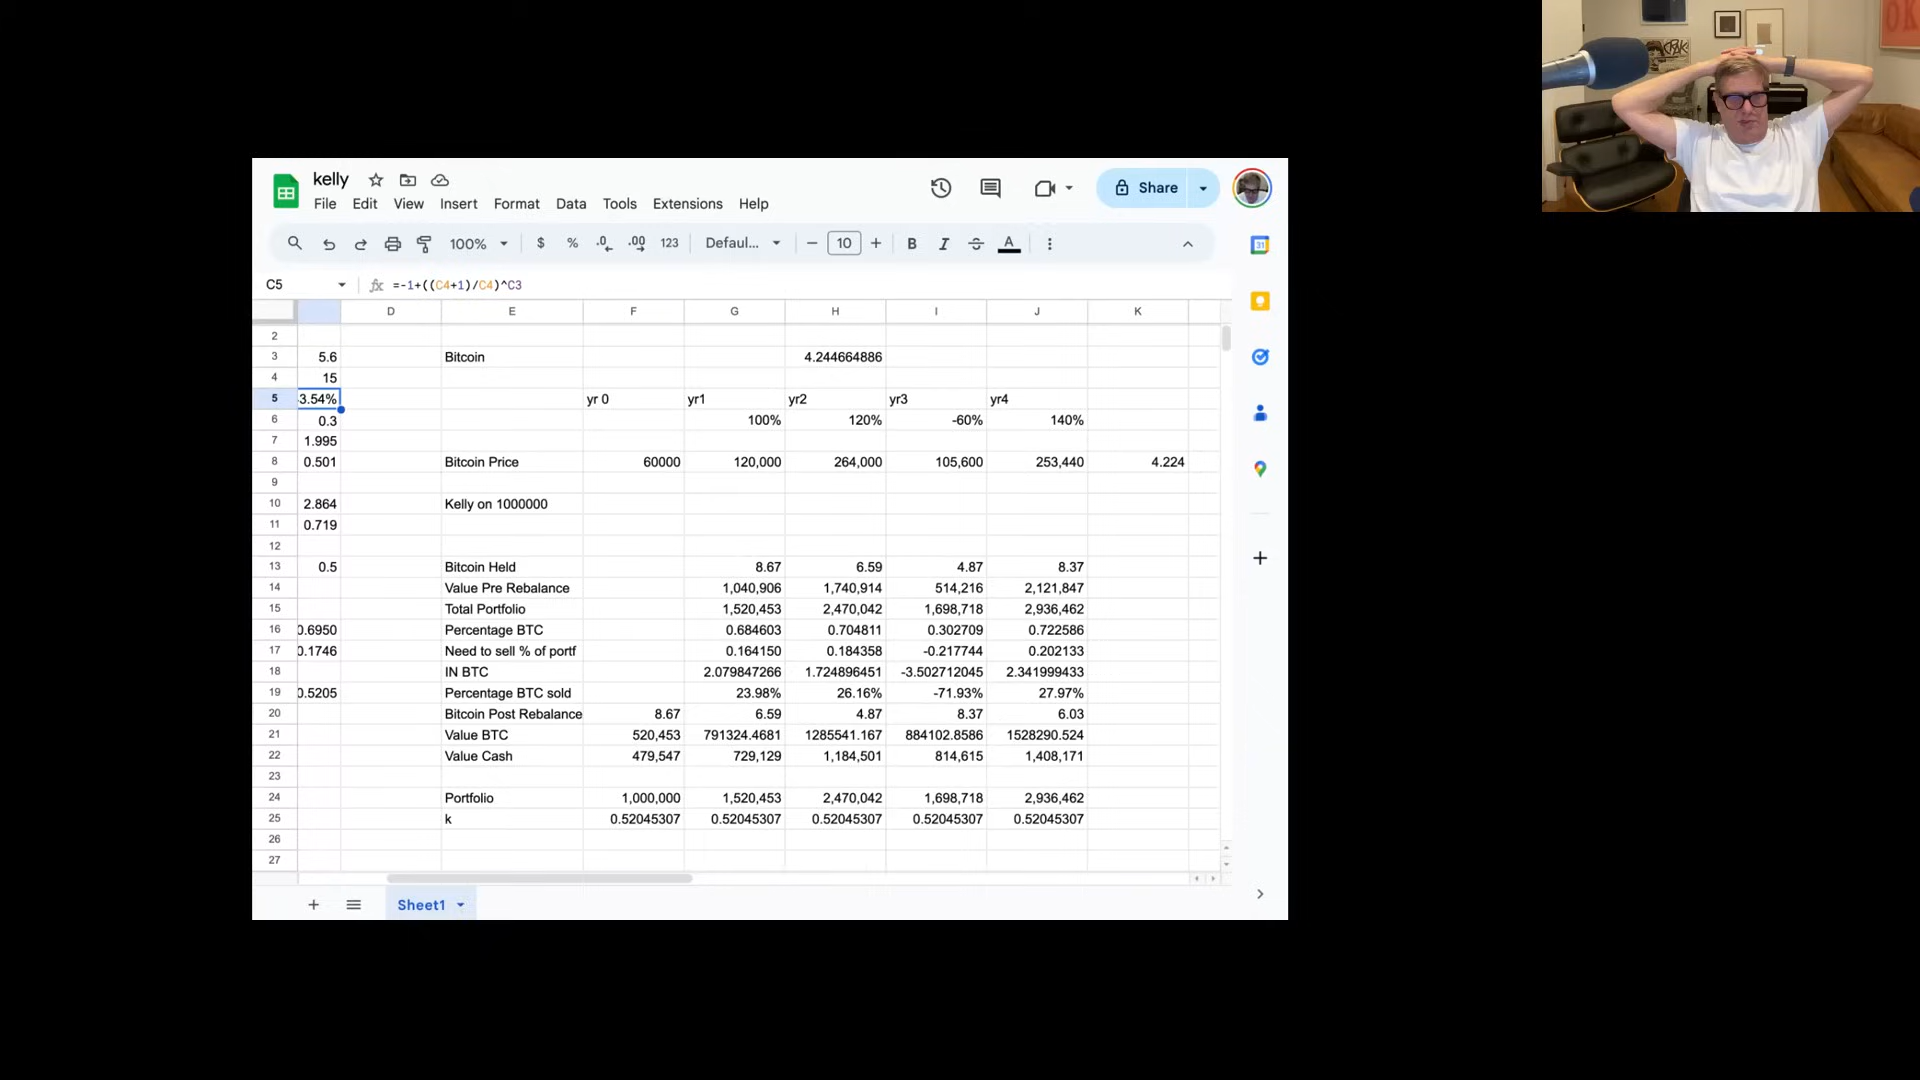 kelly
File Edit View Insert Format Data Tools Extensions Help
Share
100% $ % .0 .00 123 Defaul... 10 B I A
31
C5 fx =-1+((C4+1)/C4)^C3
D E F G H I J K
2
3 5.6 Bitcoin 4.244664886
4 15
5 3.54% yr 0 yr1 yr2 yr3 yr4
6 0.3 100% 120% -60% 140%
7 1.995
8 0.501 Bitcoin Price 60000 120,000 264,000 105,600 253,440 4.224
9
10 2.864 Kelly on 1000000
11 0.719
12
13 0.5 Bitcoin Held 8.67 6.59 4.87 8.37
14 Value Pre Rebalance 1,040,906 1,740,914 514,216 2,121,847
15 Total Portfolio 1,520,453 2,470,042 1,698,718 2,936,462
16 0.6950 Percentage BTC 0.684603 0.704811 0.302709 0.722586
17 0.1746 Need to sell % of portf 0.164150 0.184358 -0.217744 0.202133
18 IN BTC 2.079847266 1.724896451 -3.502712045 2.341999433
19 0.5205 Percentage BTC sold 23.98% 26.16% -71.93% 27.97%
20 Bitcoin Post Rebalance 8.67 6.59 4.87 8.37 6.03
21 Value BTC 520,453 791324.4681 1285541.167 884102.8586 1528290.524
22 Value Cash 479,547 729,129 1,184,501 814,615 1,408,171
23
24 Portfolio 1,000,000 1,520,453 2,470,042 1,698,718 2,936,462
25 k 0.52045307 0.52045307 0.52045307 0.52045307 0.52045307
26
27
Sheet1
OK